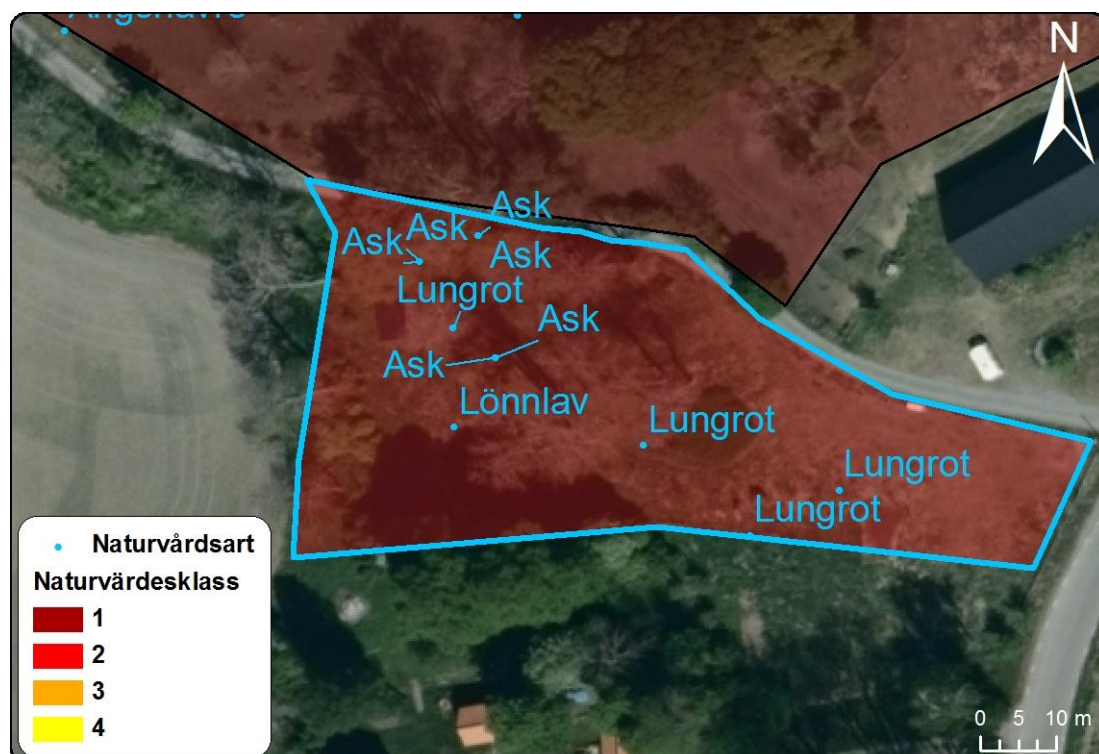 N
Ask
Ask Ask
Ask
Lungrot
Ask
Ask
Lönnlav
Lungrot
Lungrot
Lungrot
Naturvårdsart
Naturvärdesklass
1
2
3
4
0 5 10 m